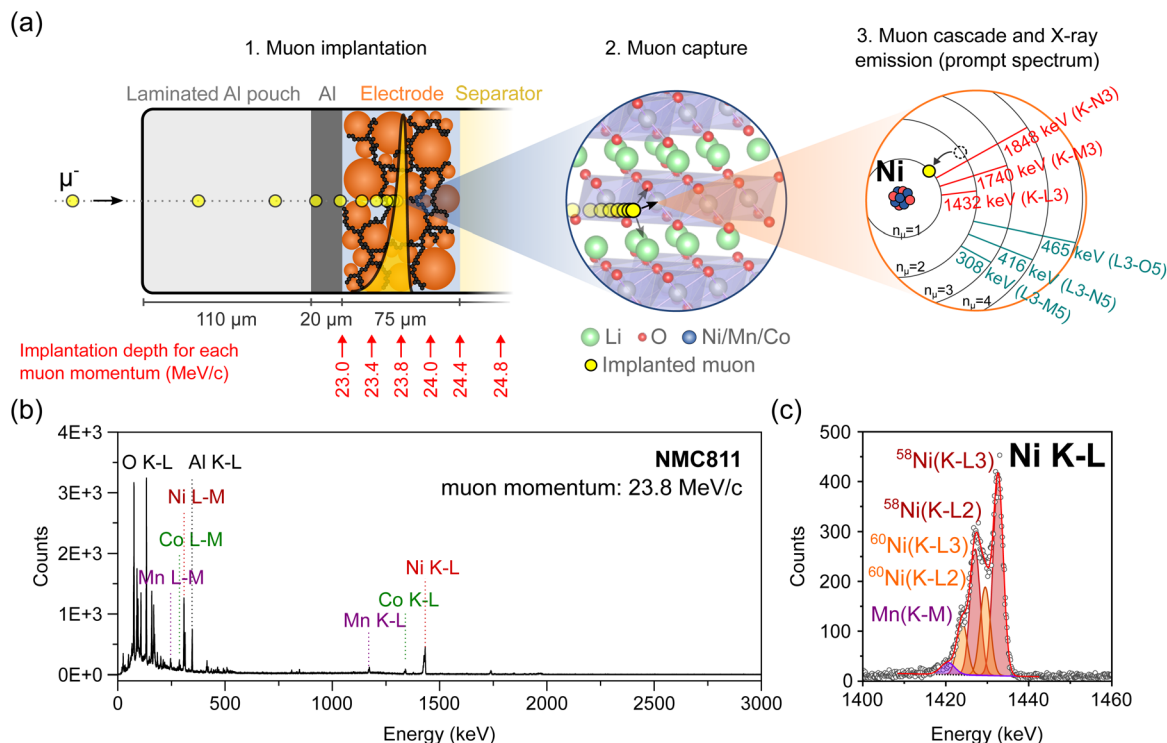 (a)
1. Muon implantation
2. Muon capture
3. Muon cascade and X-ray
emission (prompt spectrum)
Laminated Al pouch
Al
Electrode
Separator
μ-
110 μm
20 μm
75 μm
Implantation depth for each
muon momentum (MeV/c)
23.0
23.4
23.8
24.0
24.4
24.8
Li
O
Ni/Mn/Co
Implanted muon
Ni
1848 keV (K-N3)
1740 keV (K-M3)
1432 keV (K-L3)
465 keV (L3-O5)
416 keV (L3-N5)
308 keV (L3-M5)
nμ=1
nμ=2
nμ=3
nμ=4
(b)
4E+3
3E+3
2E+3
1E+3
0E+0
Counts
O K-L
Al K-L
Ni L-M
Co L-M
Mn L-M
NMC811
muon momentum: 23.8 MeV/c
Ni K-L
Co K-L
Mn K-L
0
500
1000
1500
2000
2500
3000
Energy (keV)
(c)
500
400
300
200
100
0
Counts
Ni K-L
58Ni(K-L3)
58Ni(K-L2)
60Ni(K-L3)
60Ni(K-L2)
Mn(K-M)
1400
1420
1440
1460
Energy (keV)